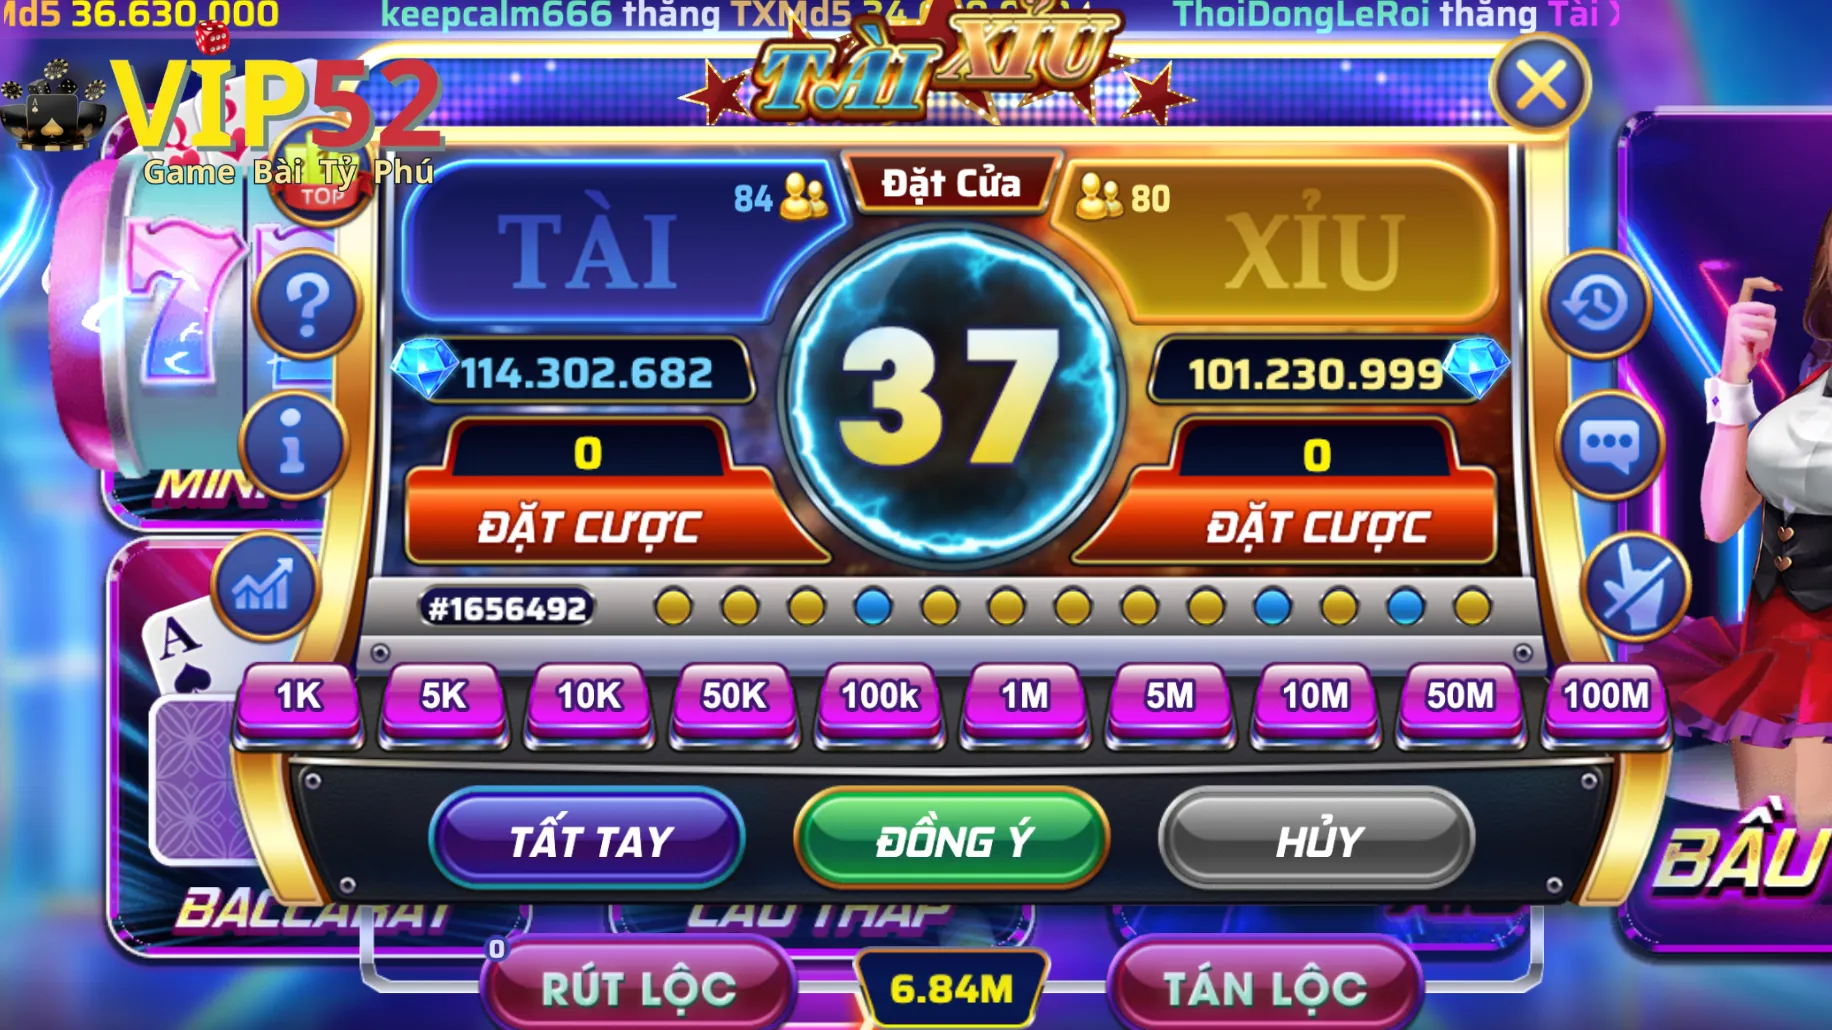 36.630.000 keepcalm666 thắng TXMd5 ThoiDongLeRoi thắng Tài
TÀI XỈU
VIP52
Game Bài Tỷ Phú
TOP
84 Đặt Cửa 80
TÀI XỈU
37
114.302.682 101.230.999
0 0
ĐẶT CƯỢC ĐẶT CƯỢC
#1656492
1K 5K 10K 50K 100k 1M 5M 10M 50M 100M
TẤT TAY ĐỒNG Ý HỦY
A
BẦU
BACCARAT
0
RÚT LỘC 6.84M TÁN LỘC